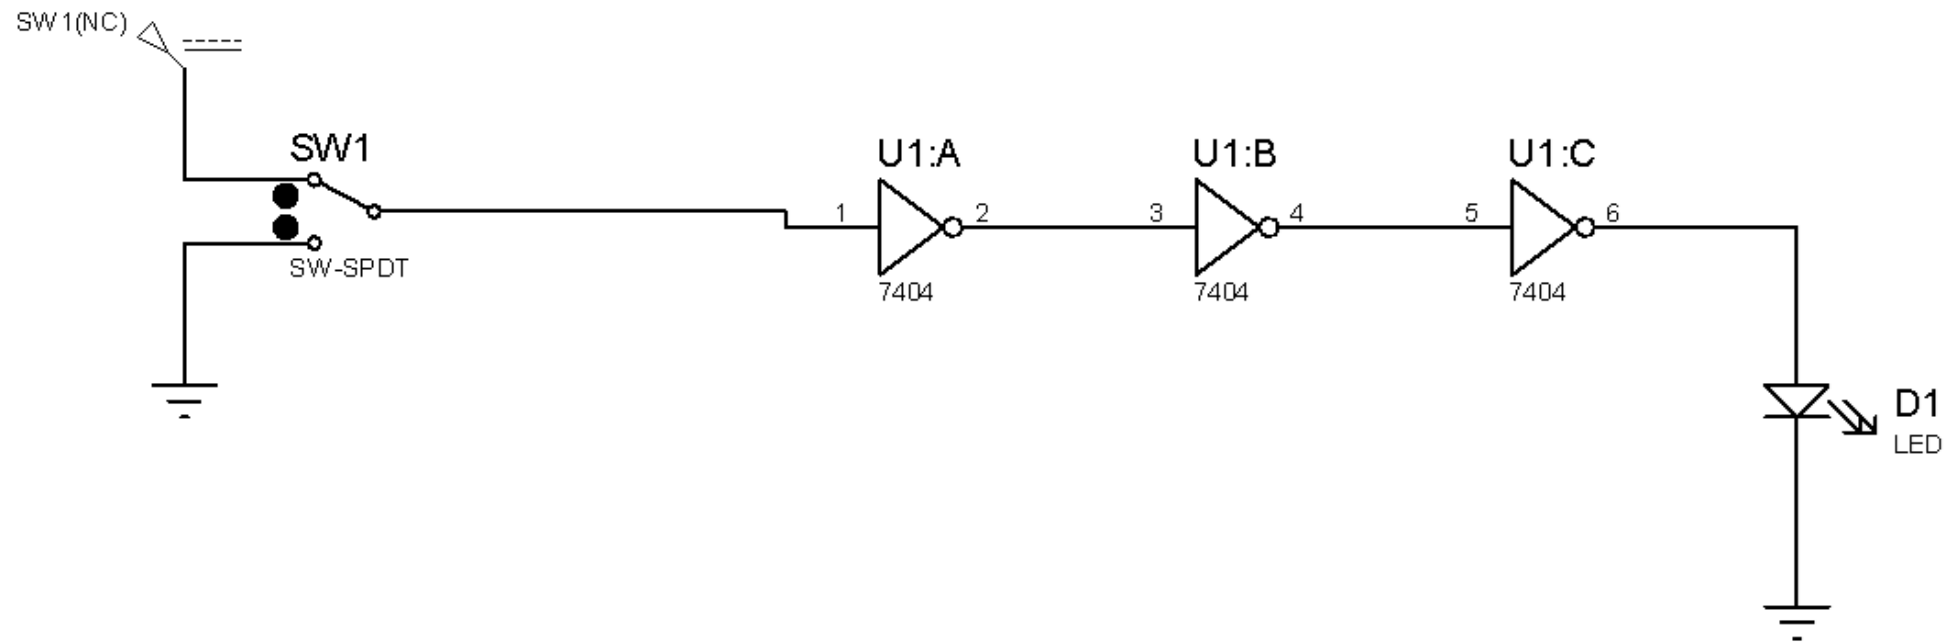 SW1(NC)
SW1
SW-SPDT
U1:A
1
2
7404
U1:B
3
4
7404
U1:C
5
6
7404
D1
LED